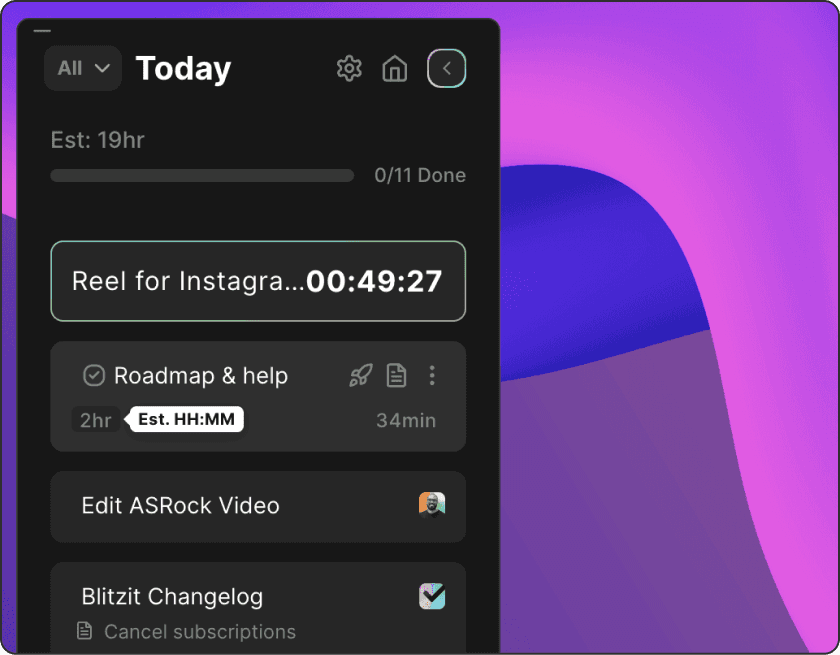 All Today
Est: 19hr
0/11 Done
Reel for Instagra...00:49:27
Roadmap & help
2hr Est. HH:MM 34min
Edit ASRock Video
Blitzit Changelog
Cancel subscriptions